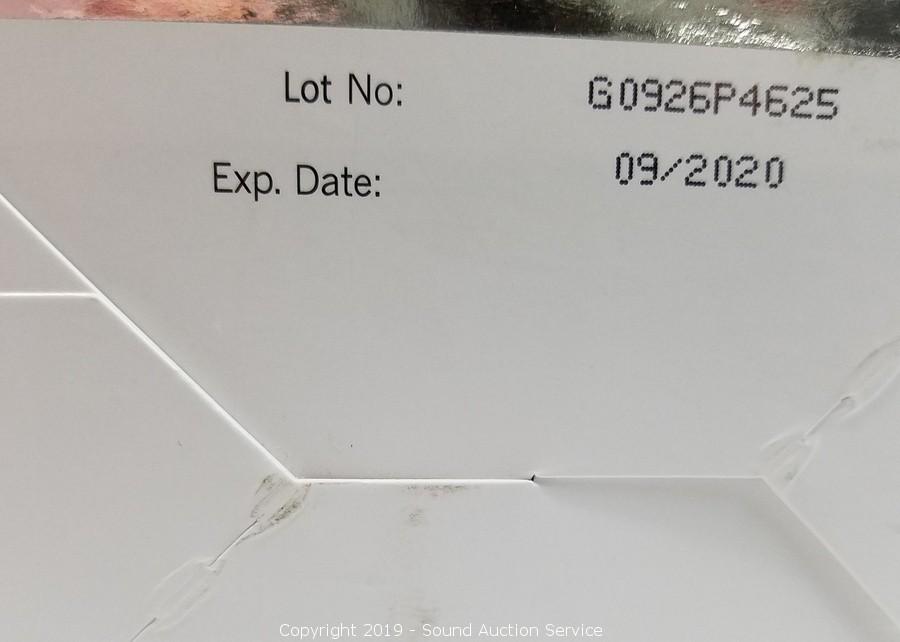 Lot No: G0926P4625
Exp. Date: 09/2020
Copyright 2019 - Sound Auction Service